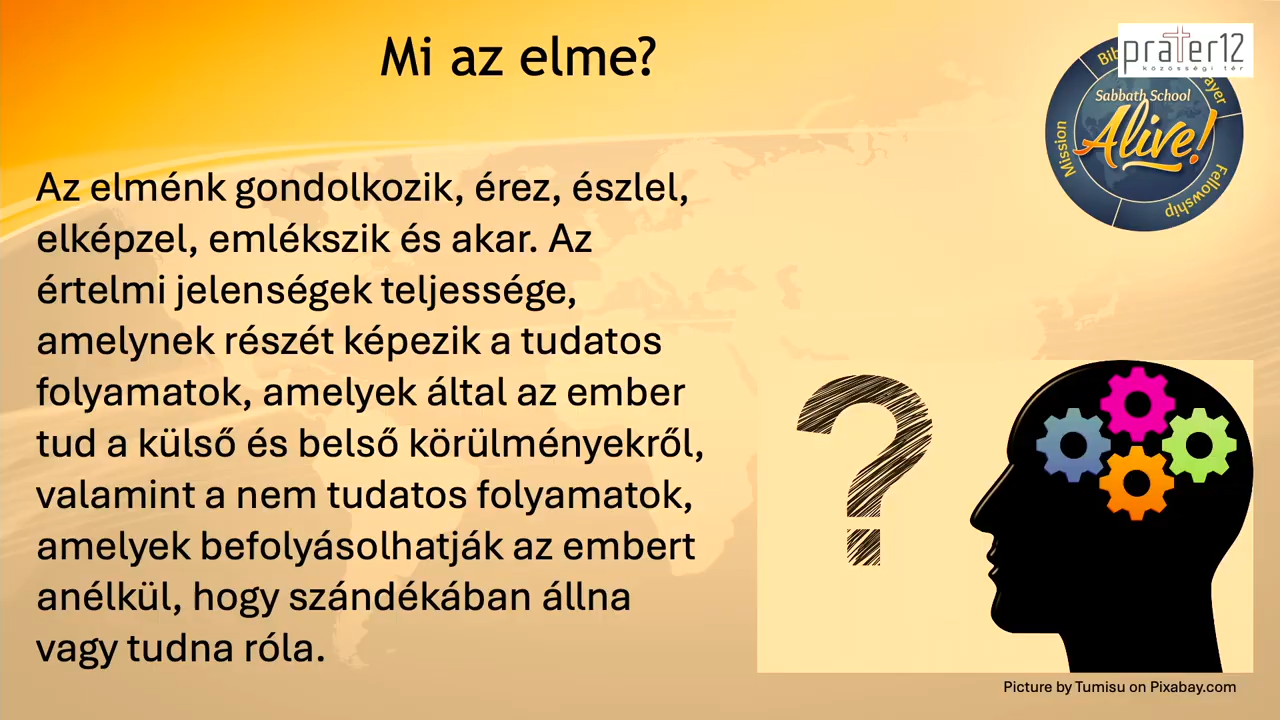 Mi az elme?
prater12
közösségi tér
Sabbath School
Alive!
Mission
Fellowship
Az elménk gondolkozik, érez, észlel,
elképzel, emlékszik és akar. Az
értelmi jelenségek teljessége,
amelynek részét képezik a tudatos
folyamatok, amelyek által az ember
tud a külső és belső körülményekről,
valamint a nem tudatos folyamatok,
amelyek befolyásolhatják az embert
anélkül, hogy szándékában állna
vagy tudna róla.
?
Picture by Tumisu on Pixabay.com